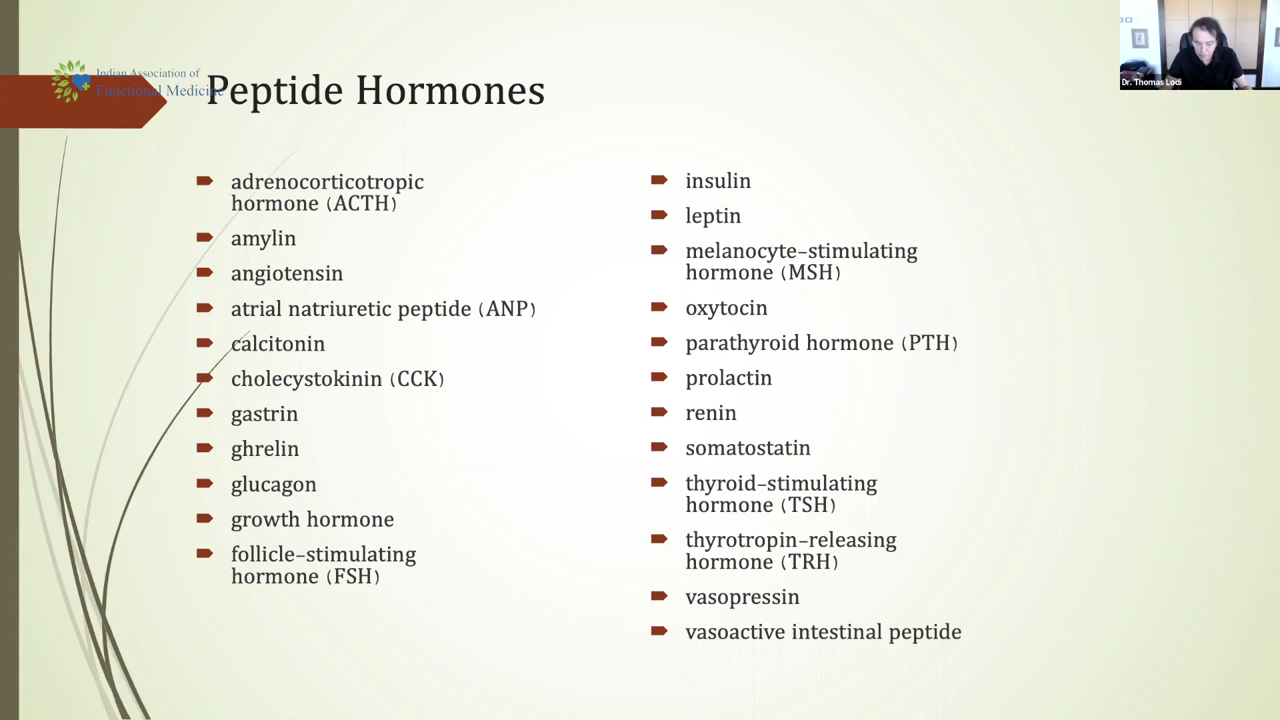 Indian Association of
Functional Medicine
Peptide Hormones
adrenocorticotropic
hormone (ACTH)
amylin
angiotensin
atrial natriuretic peptide (ANP)
calcitonin
cholecystokinin (CCK)
gastrin
ghrelin
glucagon
growth hormone
follicle-stimulating
hormone (FSH)
insulin
leptin
melanocyte-stimulating
hormone (MSH)
oxytocin
parathyroid hormone (PTH)
prolactin
renin
somatostatin
thyroid-stimulating
hormone (TSH)
thyrotropin-releasing
hormone (TRH)
vasopressin
vasoactive intestinal peptide
Dr. Thomas Lodi